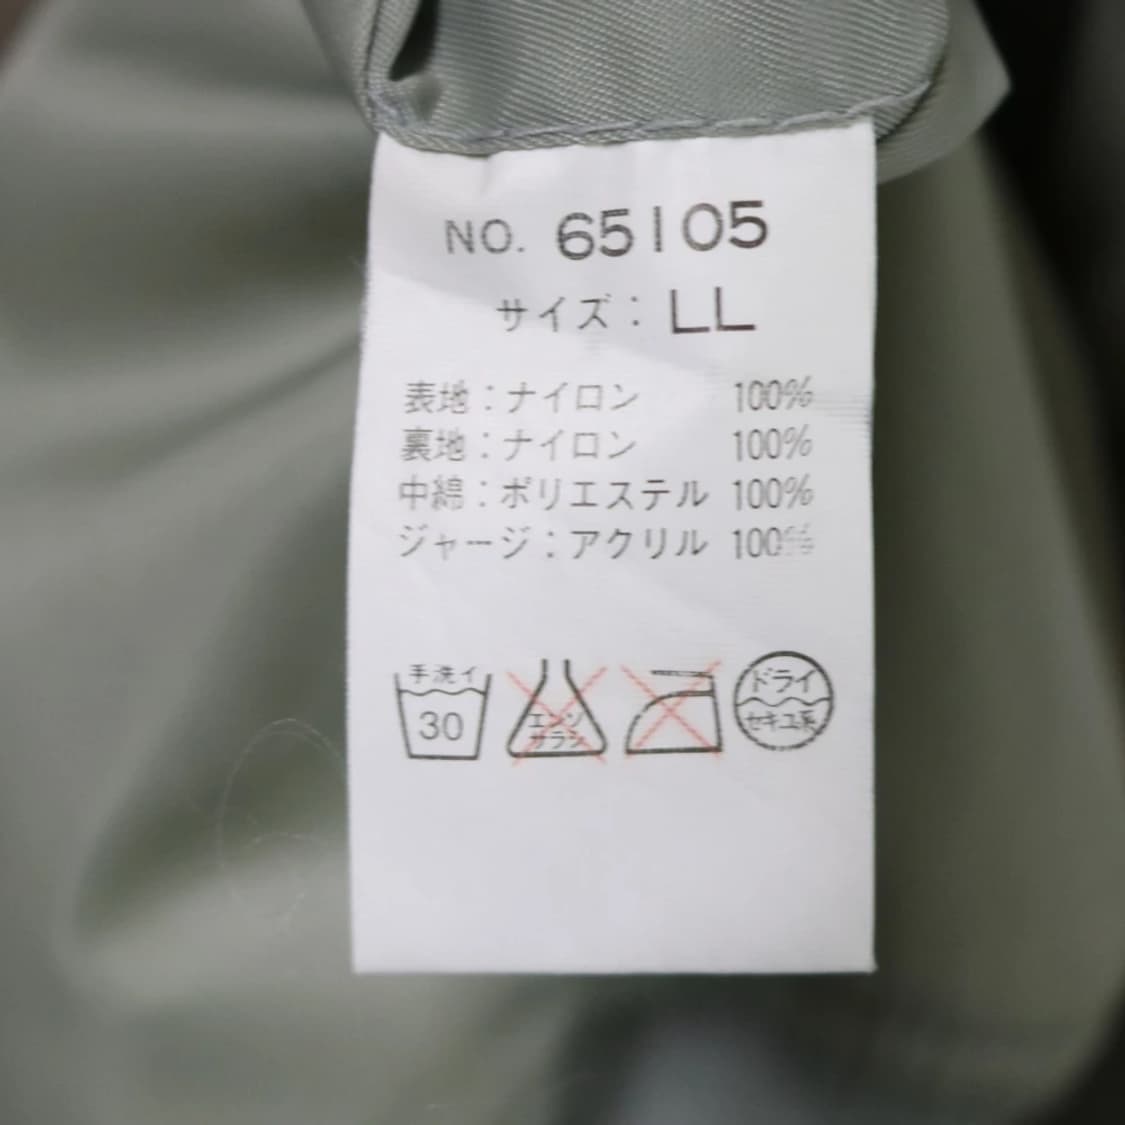 NO. 65105
サイズ：LL
表地：ナイロン 100%
裏地：ナイロン 100%
中綿：ポリエステル 100%
ジャージ：アクリル 100%
手洗イ
30
エンソ
サラシ
ドライ
セキユ系